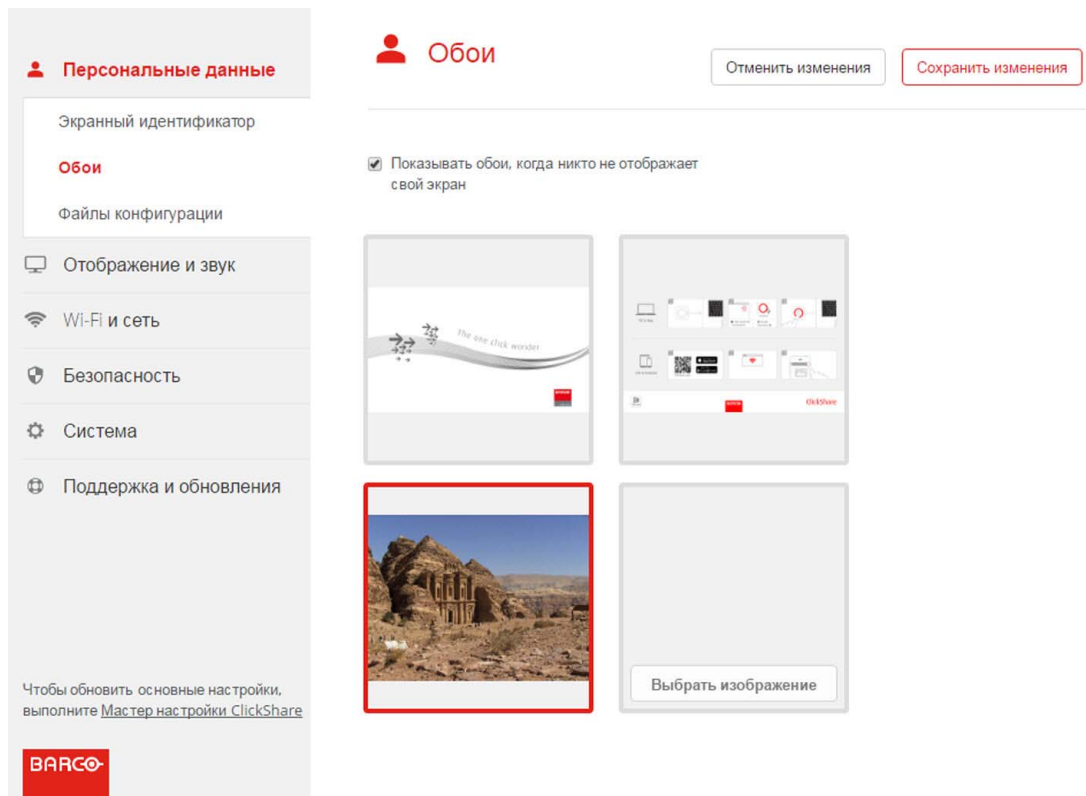 Персональные данные
Экранный идентификатор
Обои
Файлы конфигурации
Отображение и звук
Wi-Fi и сеть
Безопасность
Система
Поддержка и обновления
Чтобы обновить основные настройки,
выполните Мастер настройки ClickShare
BARCO
Обои
Отменить изменения
Сохранить изменения
Показывать обои, когда никто не отображает
свой экран
The one click wonder
ClickShare
Выбрать изображение